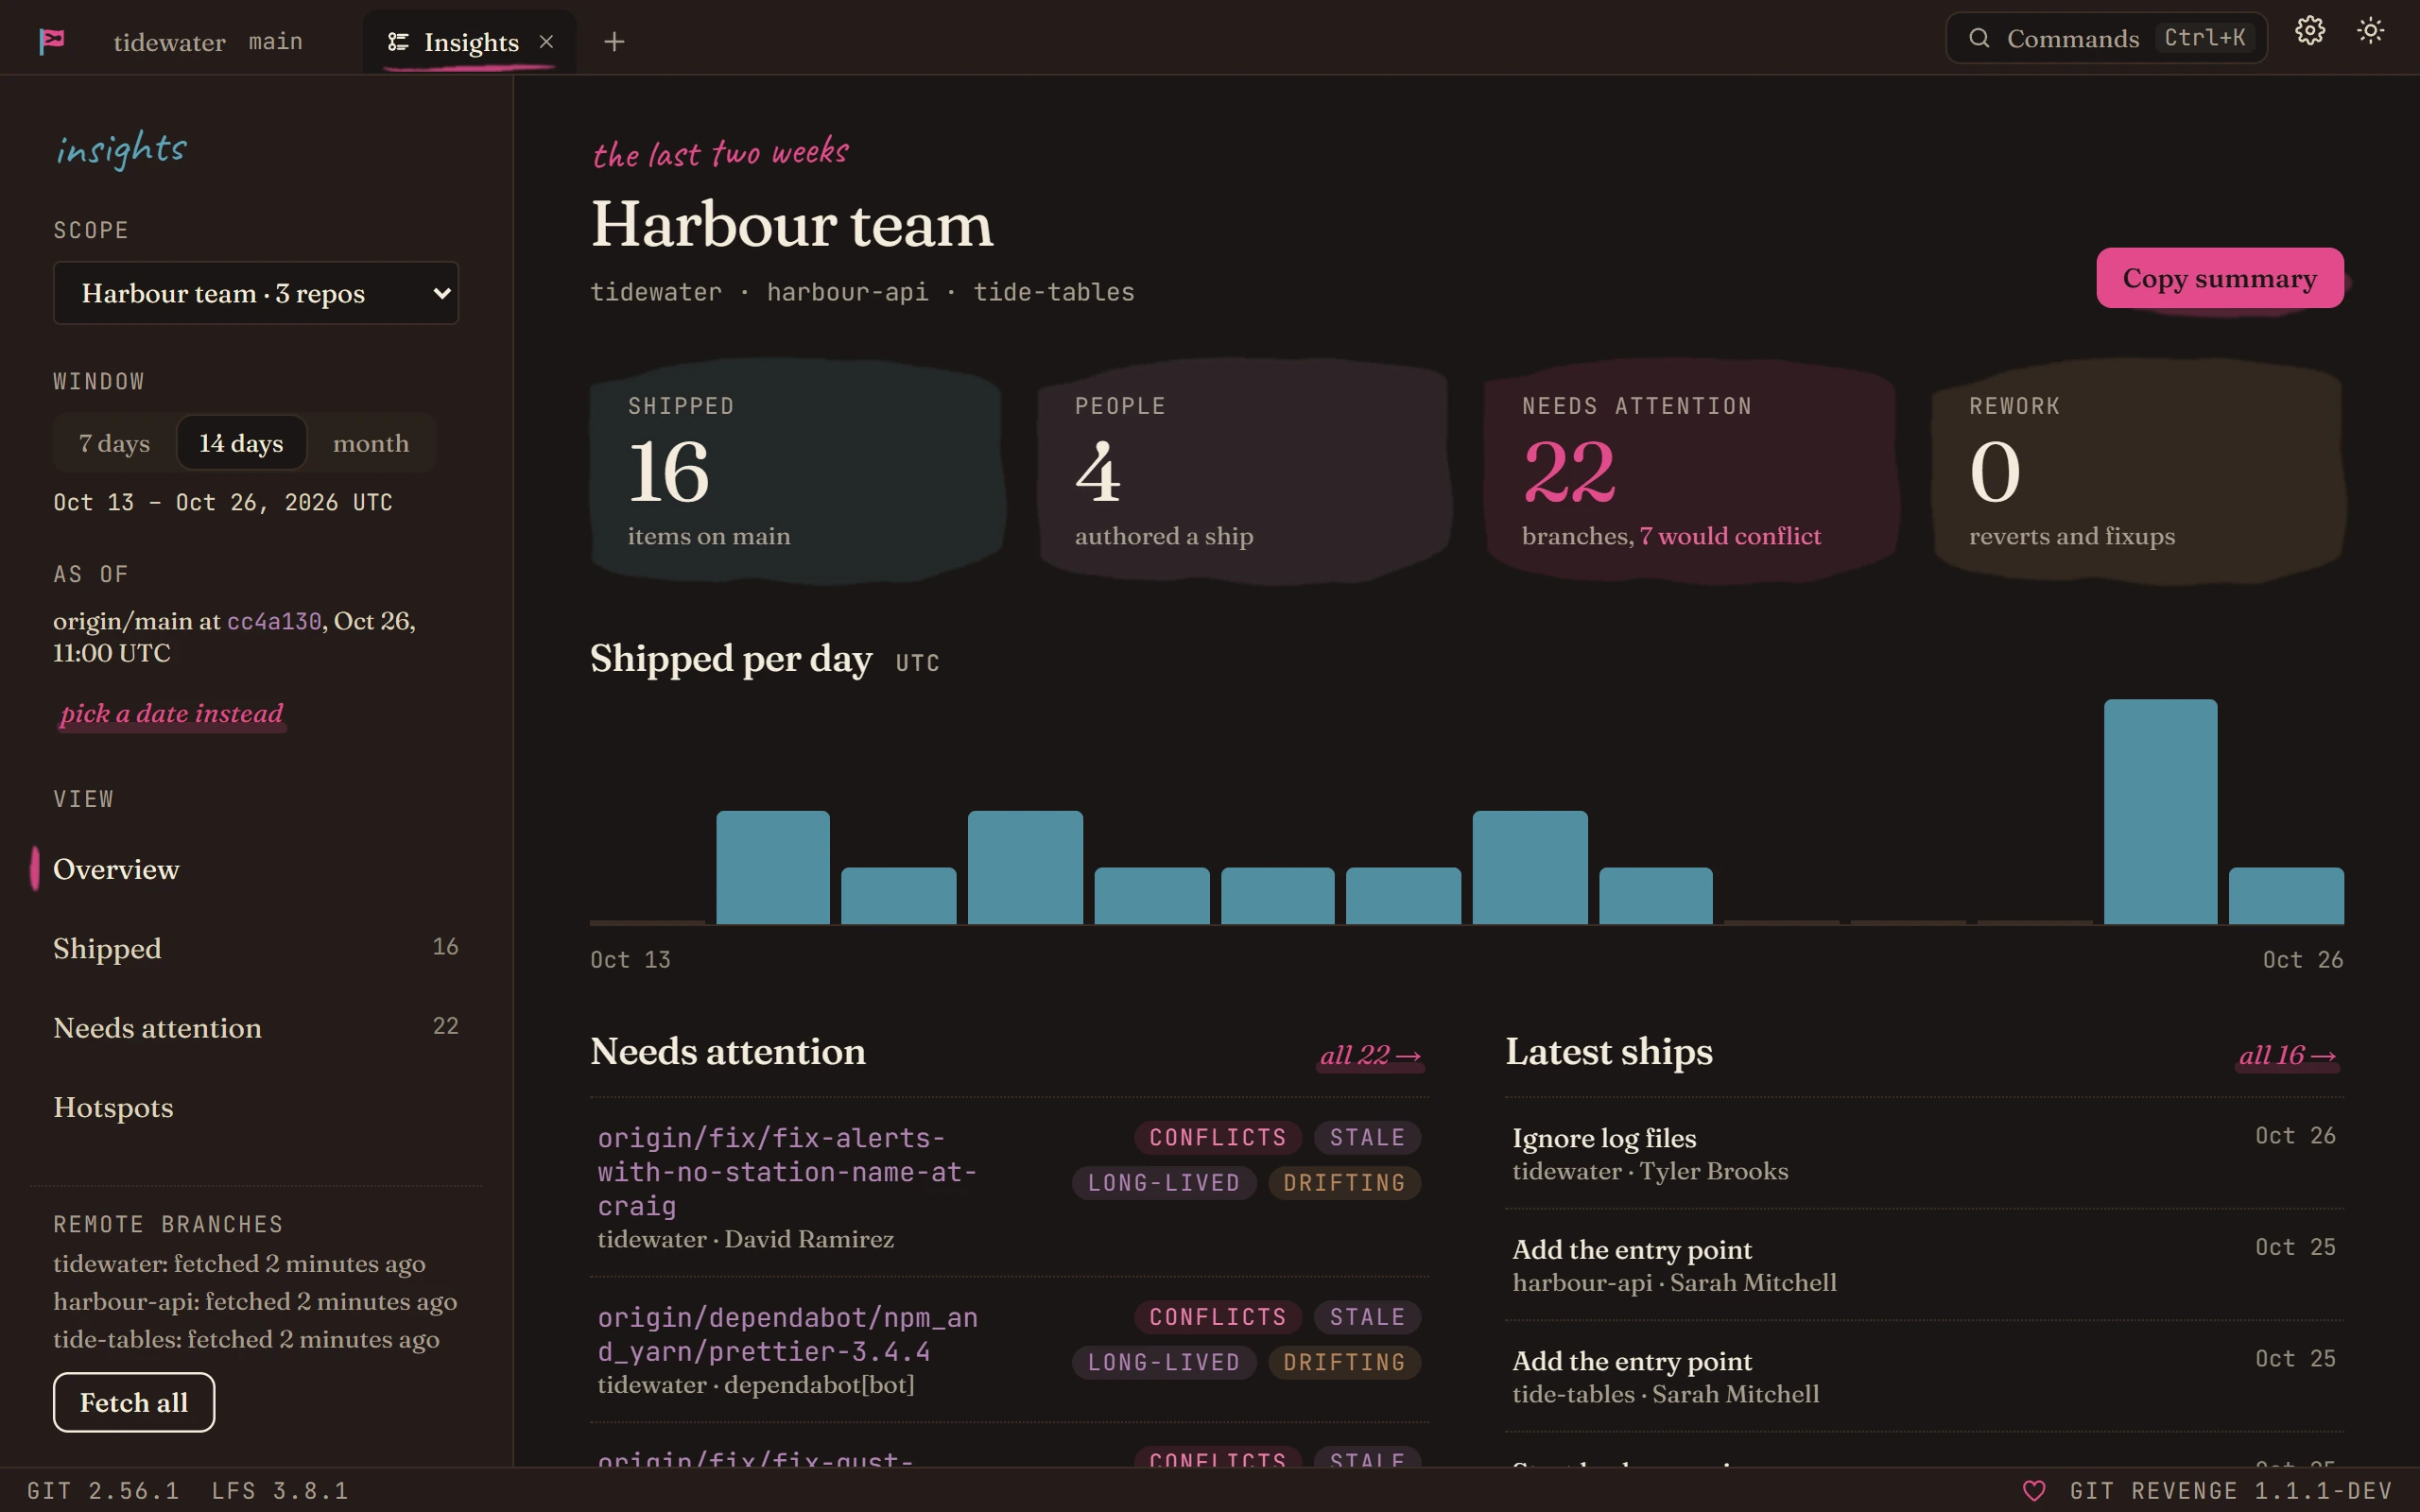 tidewater main
Insights
Commands Ctrl+K
insights
SCOPE
Harbour team · 3 repos
WINDOW
7 days 14 days month
Oct 13 – Oct 26, 2026 UTC
AS OF
origin/main at cc4a130, Oct 26,
11:00 UTC
pick a date instead
VIEW
Overview
Shipped 16
Needs attention 22
Hotspots
REMOTE BRANCHES
tidewater: fetched 2 minutes ago
harbour-api: fetched 2 minutes ago
tide-tables: fetched 2 minutes ago
Fetch all
the last two weeks
Harbour team
tidewater · harbour-api · tide-tables
Copy summary
SHIPPED
16
items on main
PEOPLE
4
authored a ship
NEEDS ATTENTION
22
branches, 7 would conflict
REWORK
0
reverts and fixups
Shipped per day UTC
Oct 13 Oct 26
Needs attention all 22 →
origin/fix/fix-alerts-
with-no-station-name-at-
craig
tidewater · David Ramirez
CONFLICTS STALE
LONG-LIVED DRIFTING
origin/dependabot/npm_an
d_yarn/prettier-3.4.4
tidewater · dependabot[bot]
CONFLICTS STALE
LONG-LIVED DRIFTING
origin/fix/fix-gust-
CONFLICTS STALE
Latest ships all 16 →
Ignore log files Oct 26
tidewater · Tyler Brooks
Add the entry point Oct 25
harbour-api · Sarah Mitchell
Add the entry point Oct 25
tide-tables · Sarah Mitchell
Oct 25
GIT 2.56.1 LFS 3.8.1
GIT REVENGE 1.1.1-DEV